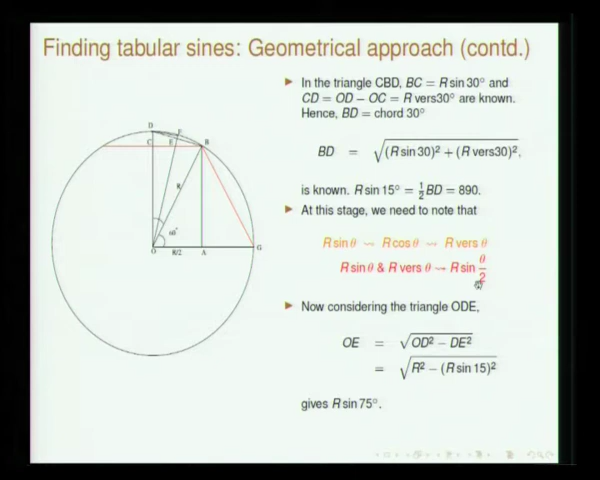 Finding tabular sines: Geometrical approach (contd.)
In the triangle CBD, BC = R sin 30° and
CD = OD − OC = R vers30° are known.
Hence, BD = chord 30°
BD = √(R sin 30)² + (R vers30)²,
is known. R sin 15° = ½BD = 890.
At this stage, we need to note that
R sin θ ⇝ R cos θ ⇝ R vers θ
R sin θ & R vers θ ⇝ R sin θ/2
Now considering the triangle ODE,
OE = √OD² − DE²
= √R² − (R sin 15)²
gives R sin 75°.
D
F
C
E
B
R
60°
O
R/2
A
G